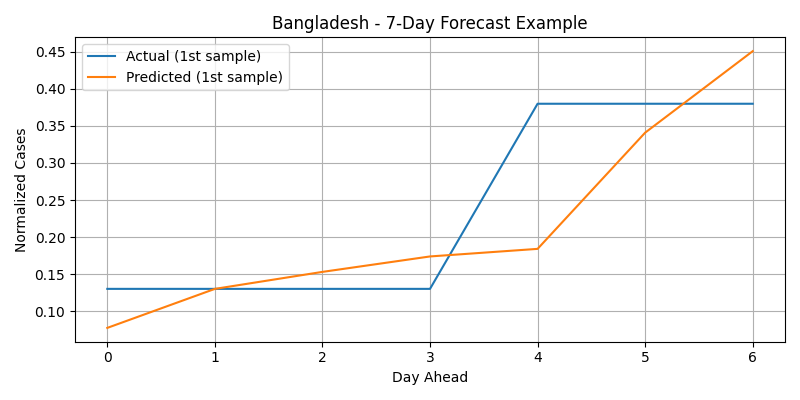 Bangladesh - 7-Day Forecast Example
Actual (1st sample)
Predicted (1st sample)
Normalized Cases
0.45
0.40
0.35
0.30
0.25
0.20
0.15
0.10
0 1 2 3 4 5 6
Day Ahead